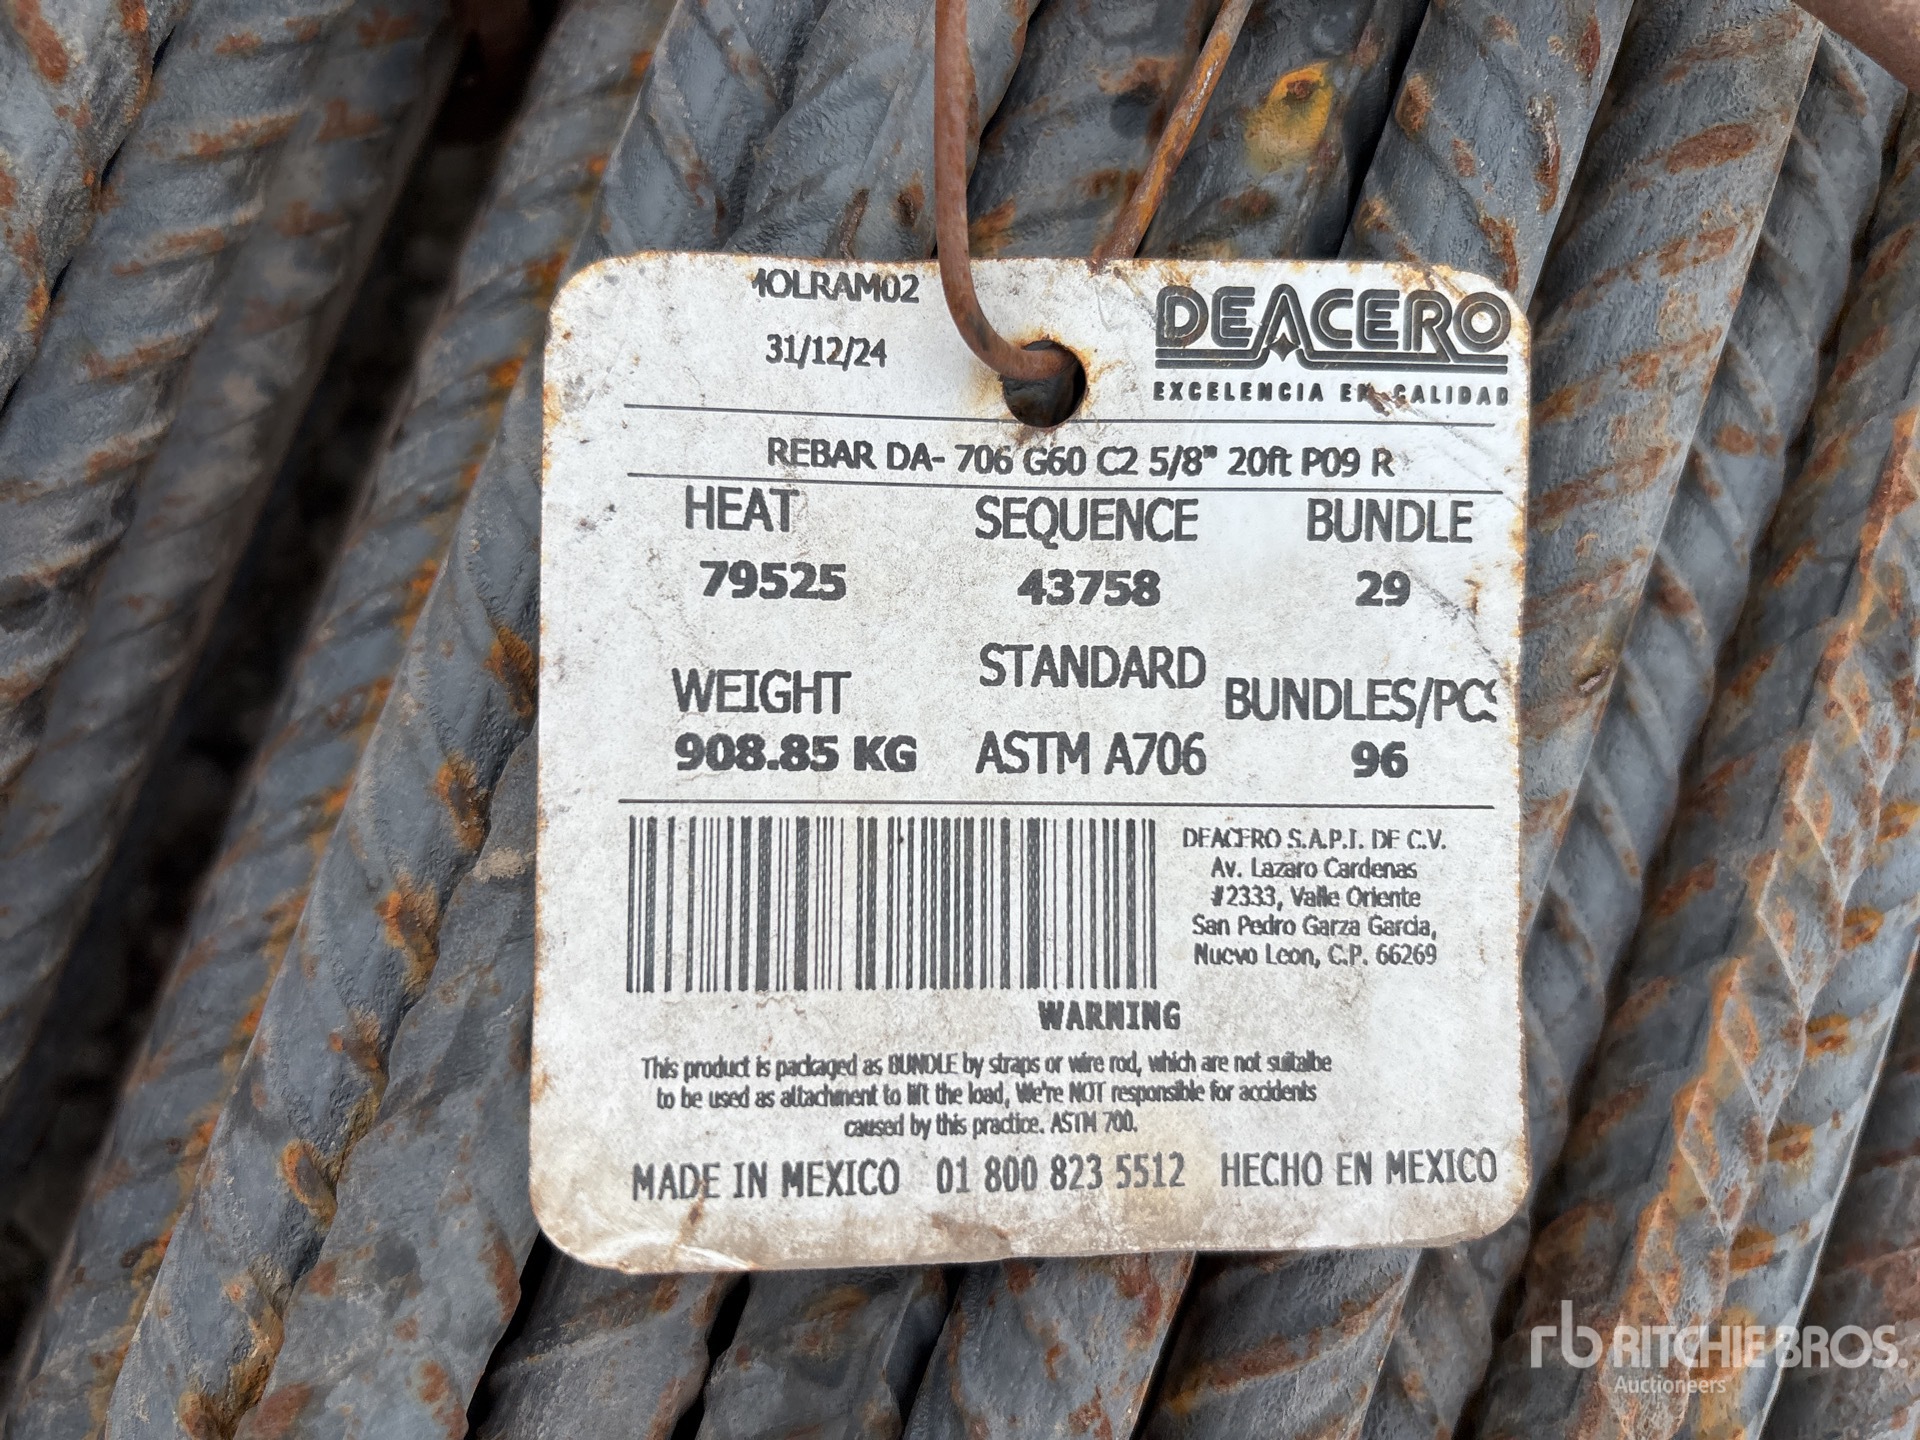 31/12/24
DEACERO
EXCELENCIA EN CALIDAD
REBAR DA- 706 G60 C2 5/8" 20ft P09 R
HEAT SEQUENCE BUNDLE
79525 43758 29
WEIGHT STANDARD BUNDLES/PCS
908.85 KG ASTM A706 96
DEACERO S.A.P.I. DE C.V.
Av. Lazaro Cardenas
#2333, Valle Oriente
San Pedro Garza Garcia,
Nuevo Leon, C.P. 66269
WARNING
This product is packaged as BUNDLE by straps or wire rod, which are not suitalbe
to be used as attachment to lift the load, We're NOT responsible for accidents
caused by this practice. ASTM 700.
MADE IN MEXICO 01 800 823 5512 HECHO EN MEXICO
rb RITCHIE BROS.
Auctioneers